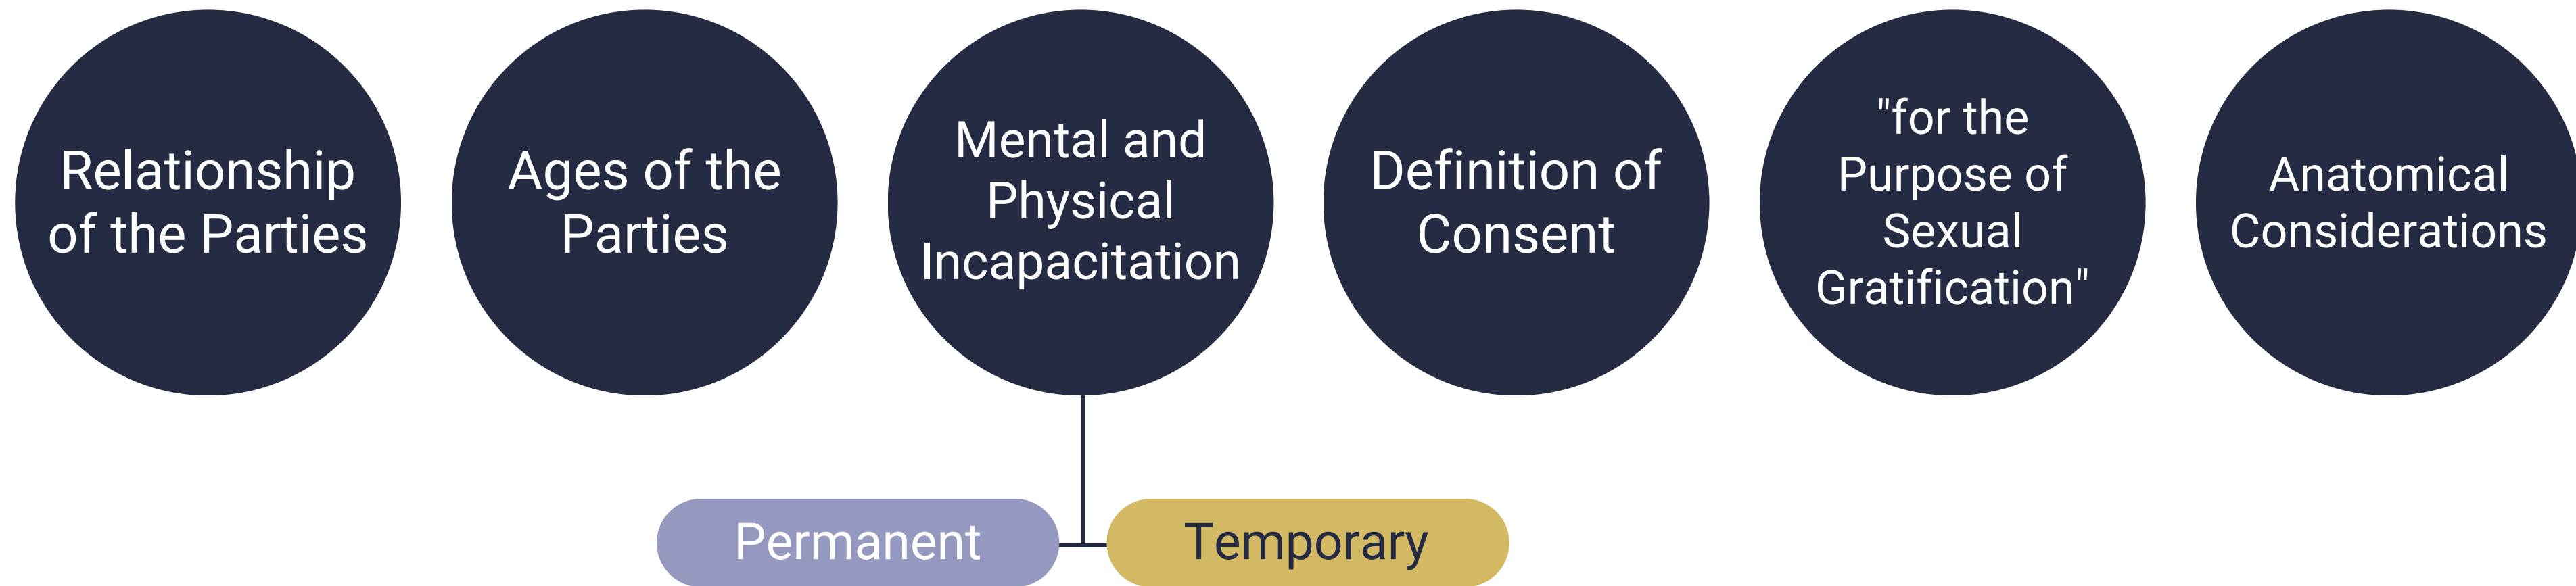 Relationship
of the Parties
Ages of the
Parties
Mental and
Physical
Incapacitation
Definition of
Consent
"for the
Purpose of
Sexual
Gratification"
Anatomical
Considerations
Permanent
Temporary